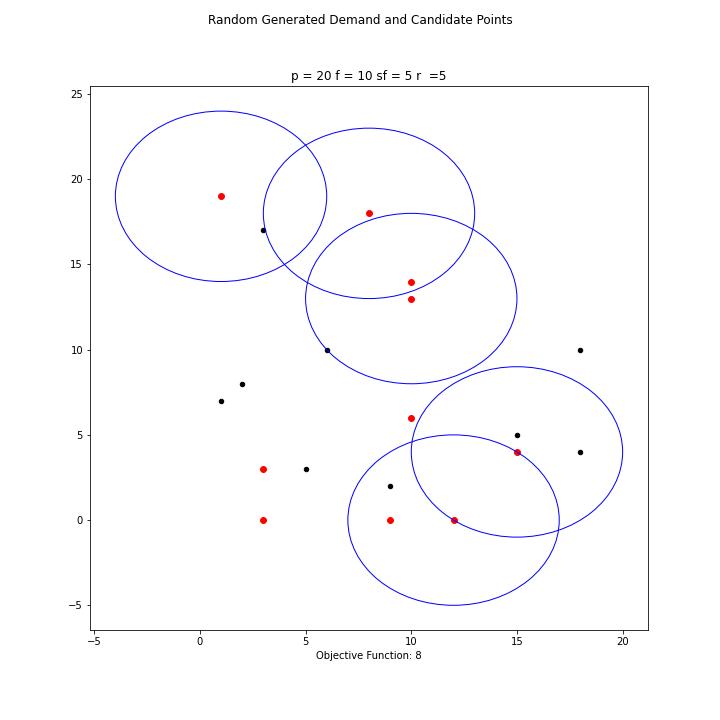 Random Generated Demand and Candidate Points
p = 20 f = 10 sf = 5 r  =5
25
20
15
10
5
0
−5
−5 0 5 10 15 20
Objective Function: 8